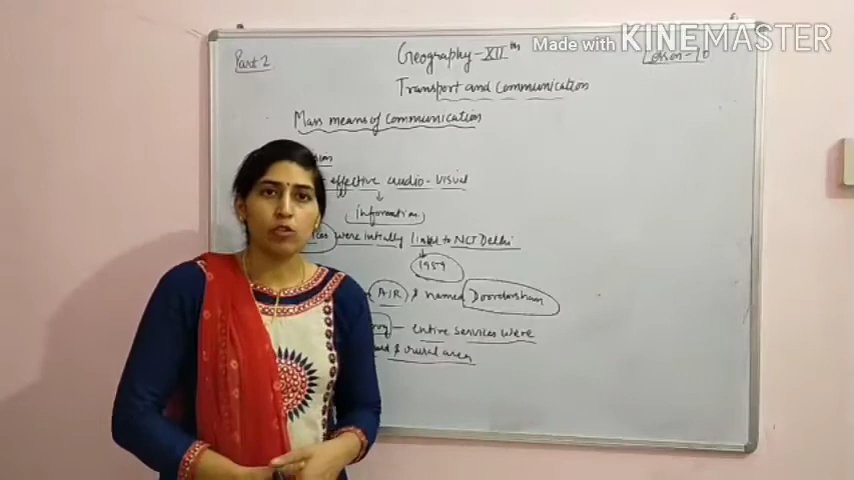 Made with KINEMASTER
Part 2 Geography - XII th Lesson - 10
Transport and Communication
Mass means of Communication
effective audio - visual
Information
were initially linked to NCT Delhi
1959
AIR & named Doordarshan
entire services were
& rural area